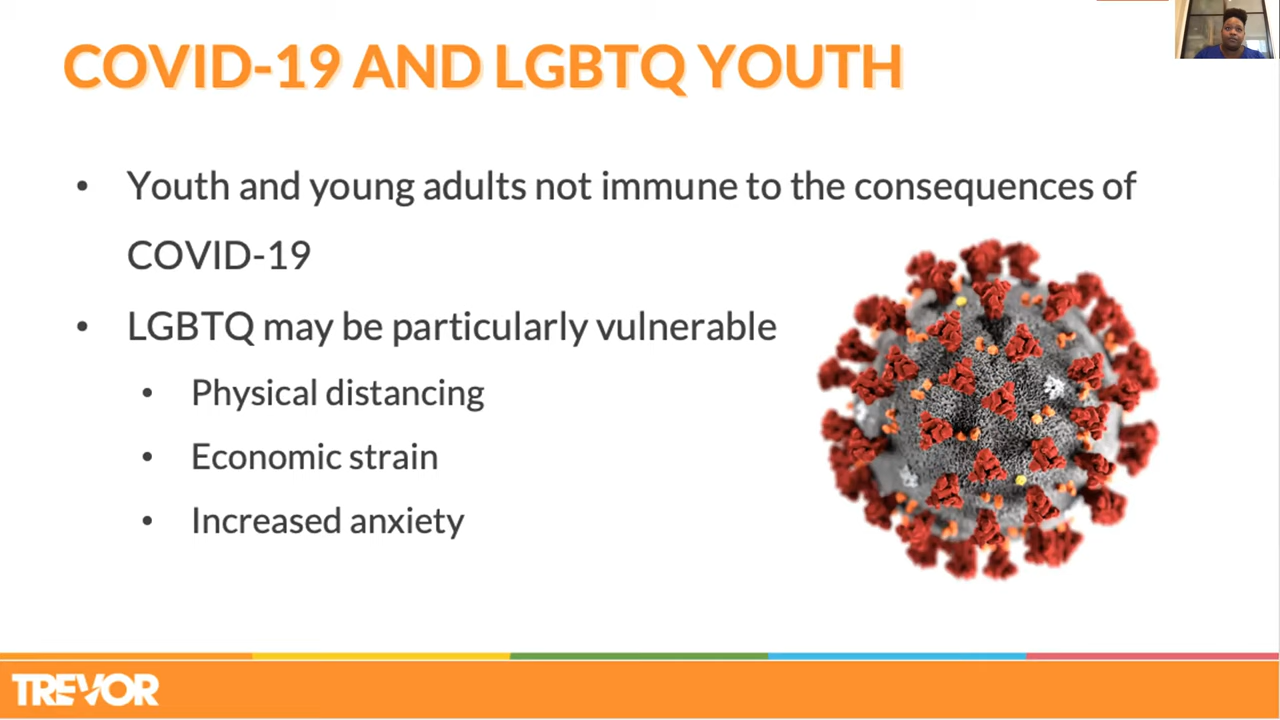 COVID-19 AND LGBTQ YOUTH
• Youth and young adults not immune to the consequences of
COVID-19
• LGBTQ may be particularly vulnerable
• Physical distancing
• Economic strain
• Increased anxiety
TREVOR